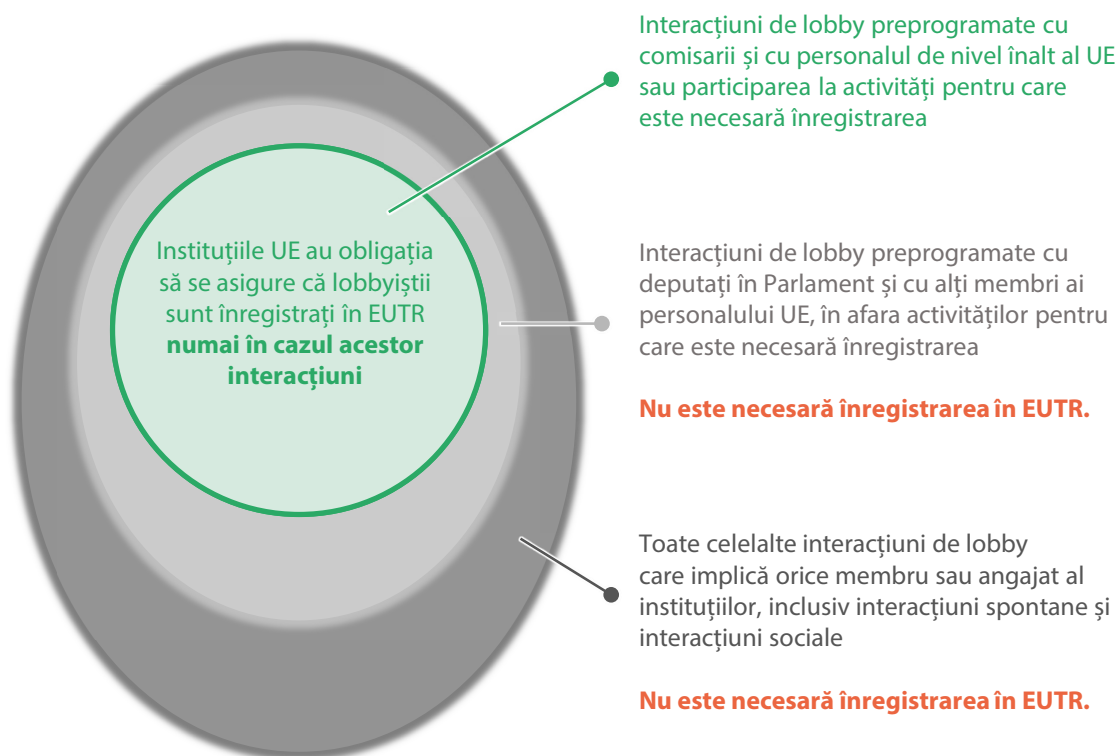 Interacțiuni de lobby preprogramate cu
comisarii și cu personalul de nivel înalt al UE
sau participarea la activități pentru care
este necesară înregistrarea
Instituțiile UE au obligația
să se asigure că lobbyiștii
sunt înregistrați în EUTR
numai în cazul acestor
interacțiuni
Interacțiuni de lobby preprogramate cu
deputați în Parlament și cu alți membri ai
personalului UE, în afara activităților pentru
care este necesară înregistrarea
Nu este necesară înregistrarea în EUTR.
Toate celelalte interacțiuni de lobby
care implică orice membru sau angajat al
instituțiilor, inclusiv interacțiuni spontane și
interacțiuni sociale
Nu este necesară înregistrarea în EUTR.